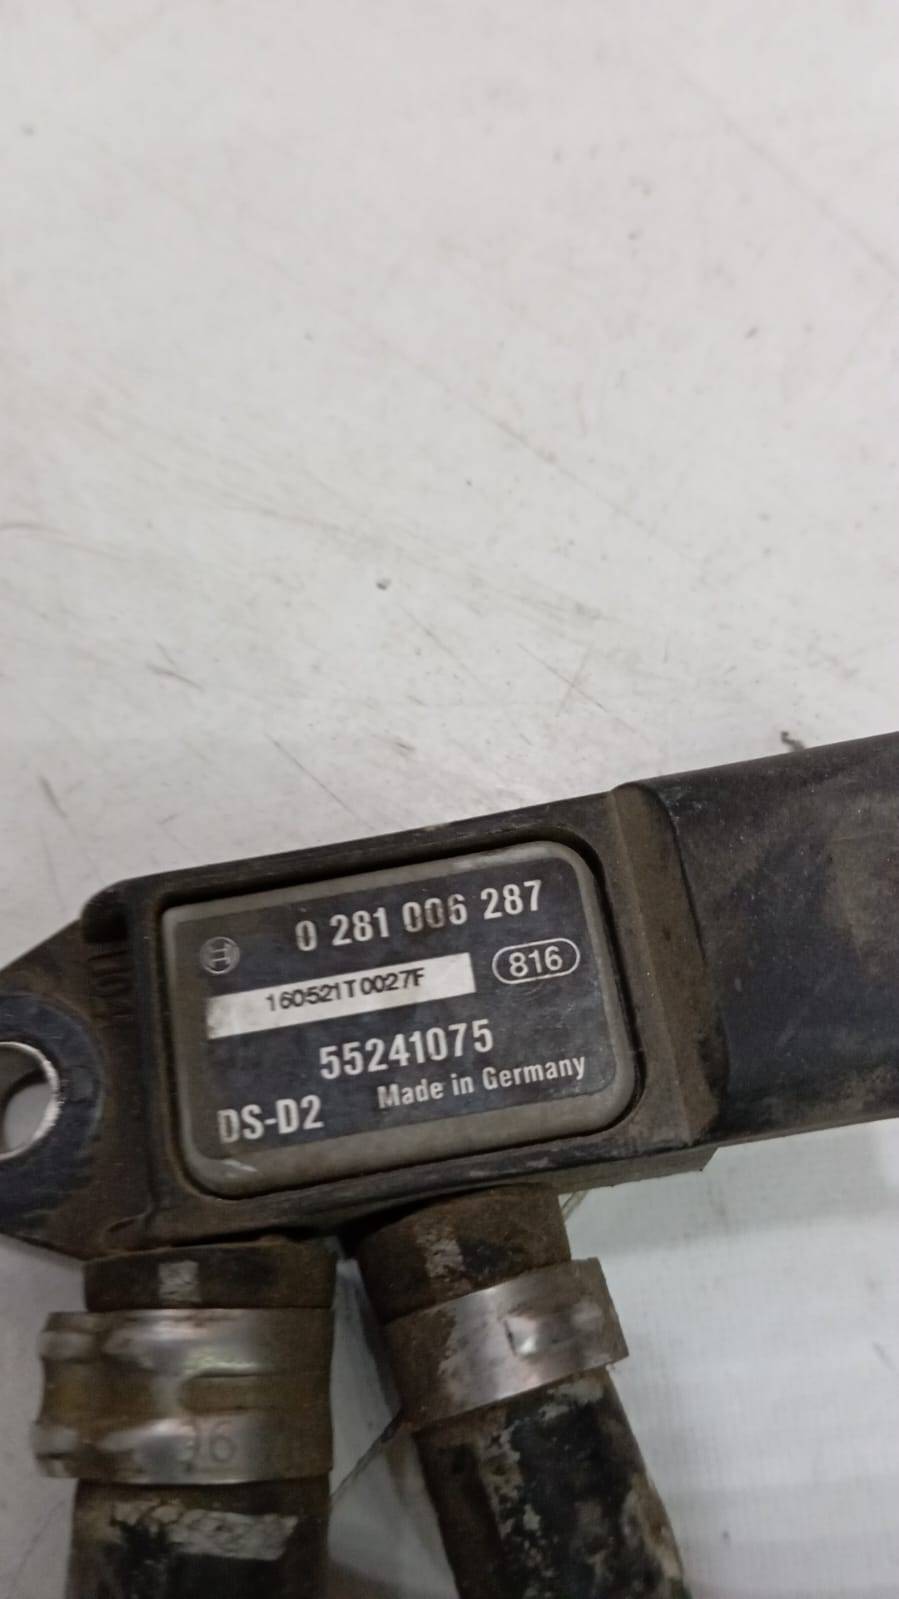 0 281 006 287
816
160521T0027F
55241075
Made in Germany
DS-D2